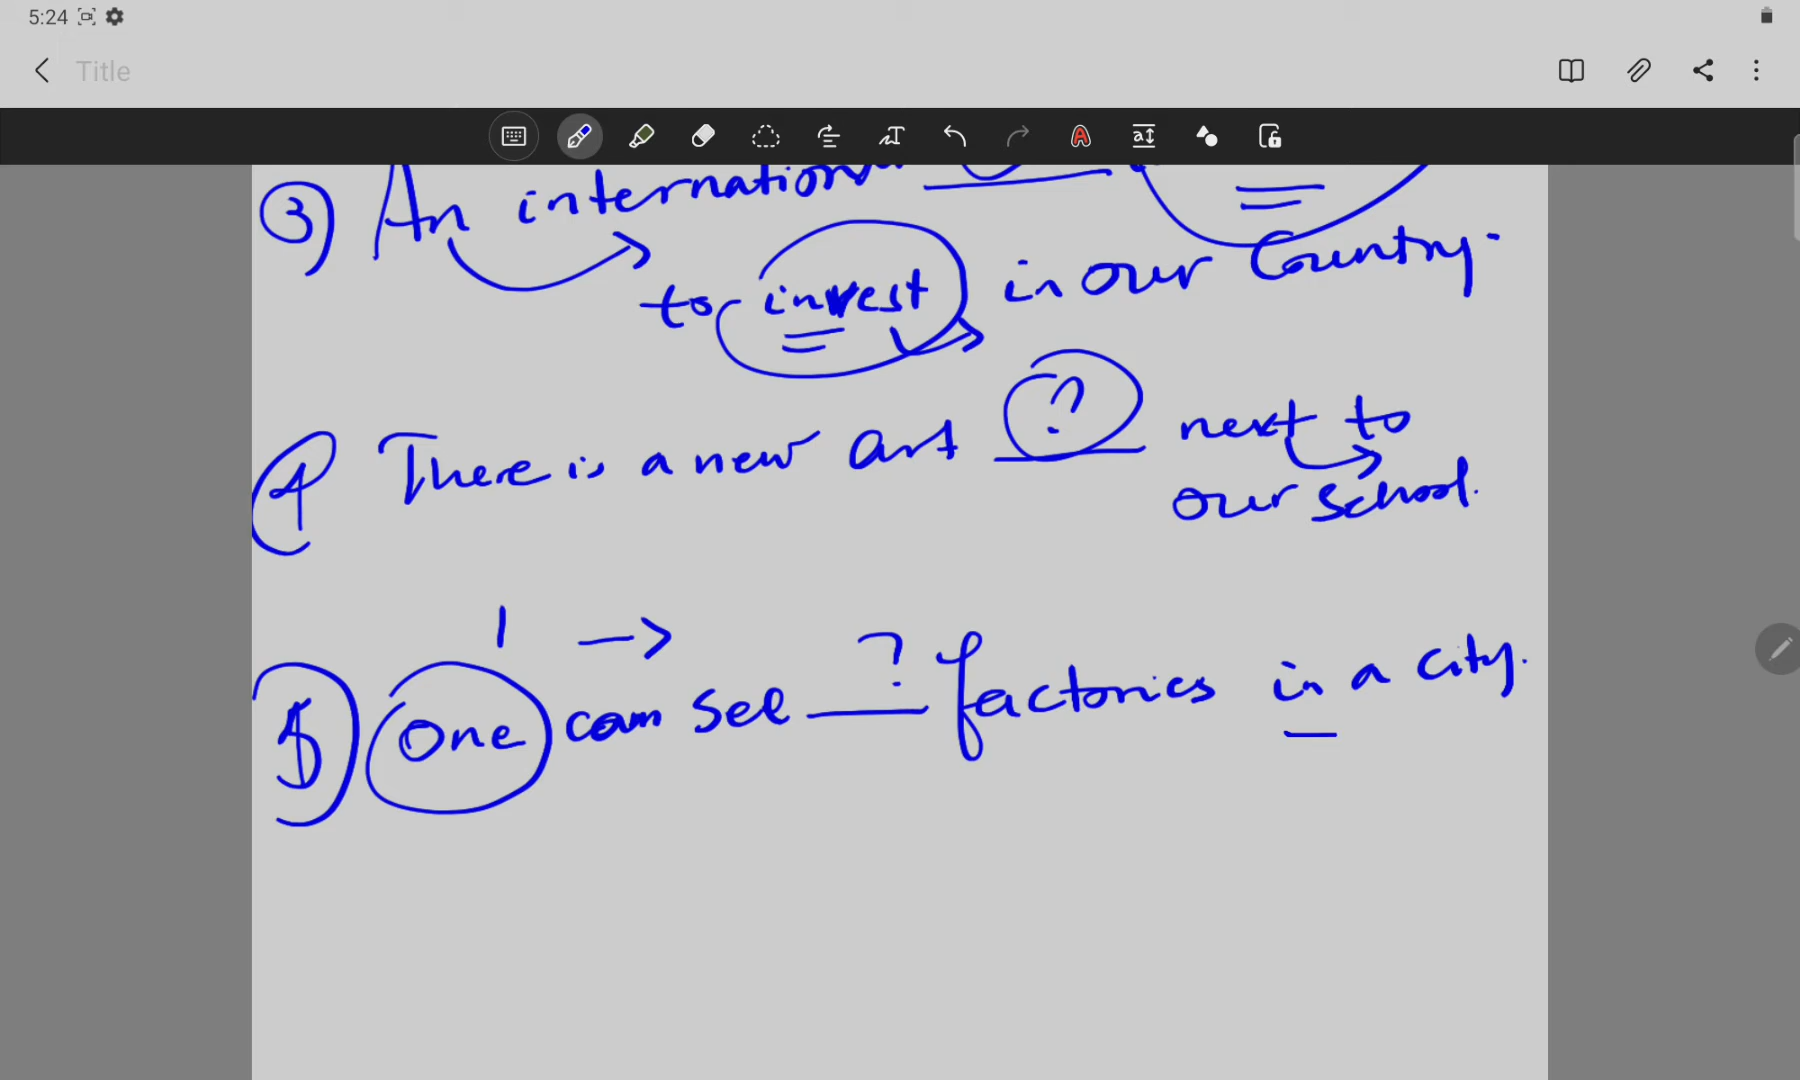 5:24
Title
3 An international
to invest in our Country.
4 There is a new art ? next to
our school.
1 →
5 One can see ? factories in a city.